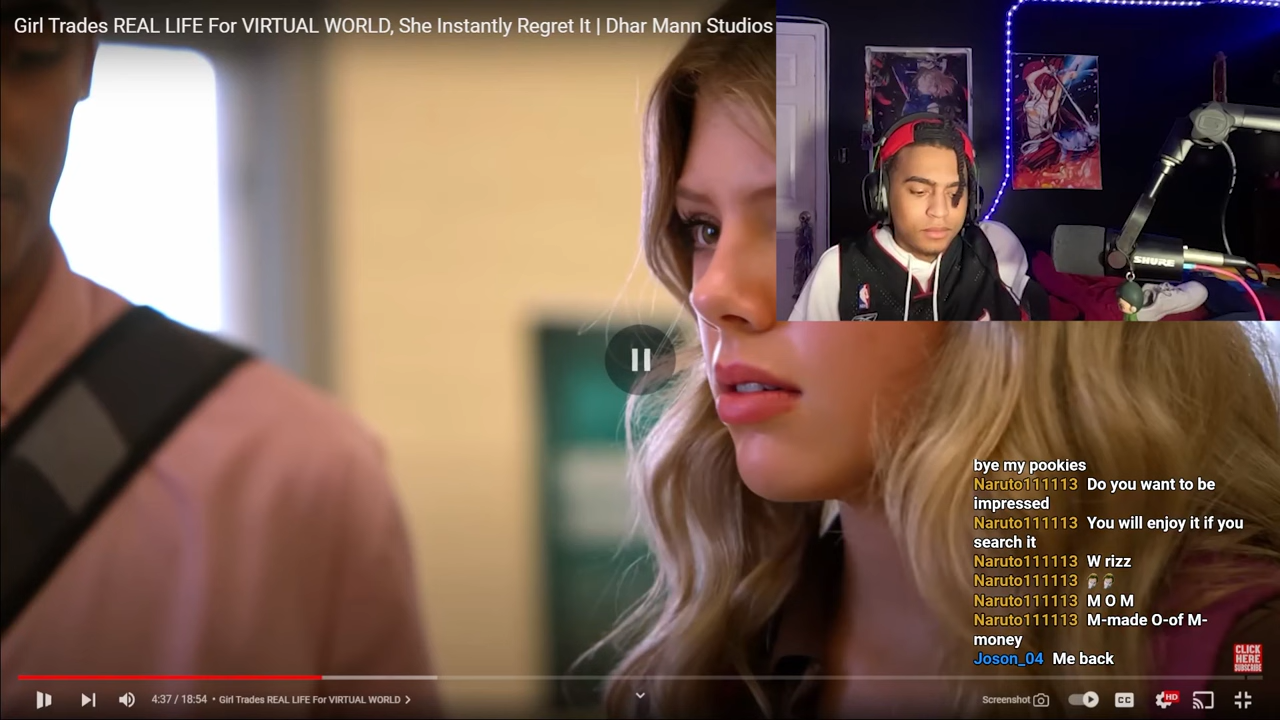 Girl Trades REAL LIFE For VIRTUAL WORLD, She Instantly Regret It | Dhar Mann Studios
SHURE
bye my pookies
Naruto111113 Do you want to be
impressed
Naruto111113 You will enjoy it if you
search it
Naruto111113 W rizz
Naruto111113
Naruto111113 M O M
Naruto111113 M-made O-of M-
money
Joson_04 Me back
CLICK
HERE
SUBSCRIBE
4:37 / 18:54 • Girl Trades REAL LIFE For VIRTUAL WORLD
Screenshot
CC
HD